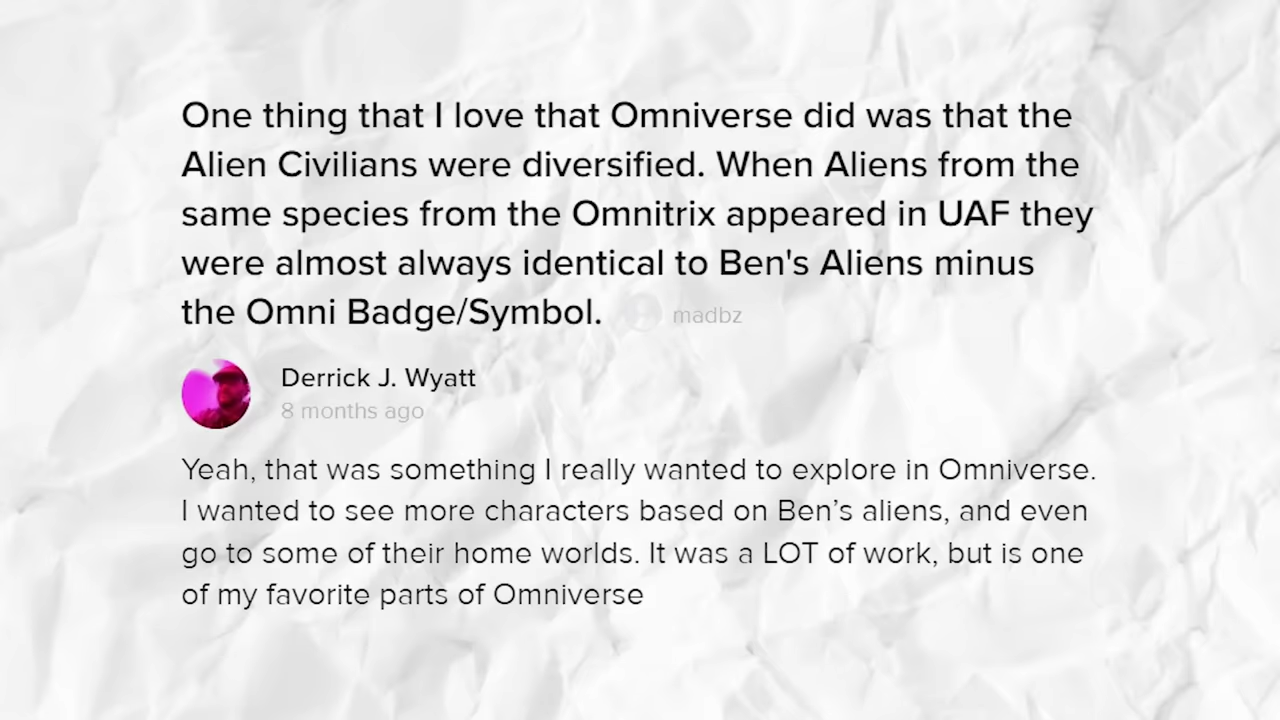 One thing that I love that Omniverse did was that the
Alien Civilians were diversified. When Aliens from the
same species from the Omnitrix appeared in UAF they
were almost always identical to Ben's Aliens minus
the Omni Badge/Symbol. madbz
Derrick J. Wyatt
8 months ago
Yeah, that was something I really wanted to explore in Omniverse.
I wanted to see more characters based on Ben’s aliens, and even
go to some of their home worlds. It was a LOT of work, but is one
of my favorite parts of Omniverse